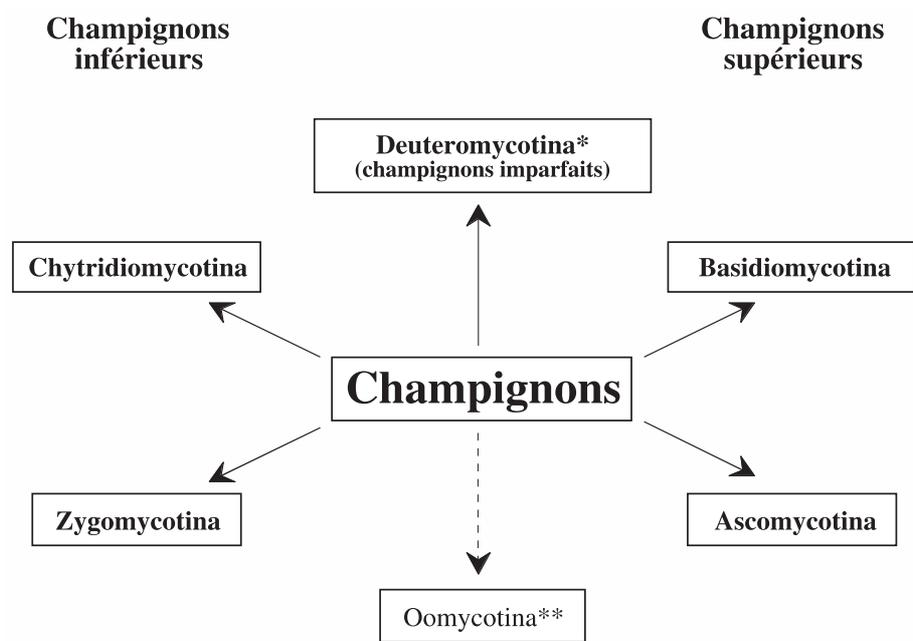 Champignons
inférieurs
Champignons
supérieurs
Deuteromycotina*
(champignons imparfaits)
Chytridiomycotina
Basidiomycotina
Champignons
Zygomycotina
Ascomycotina
Oomycotina**